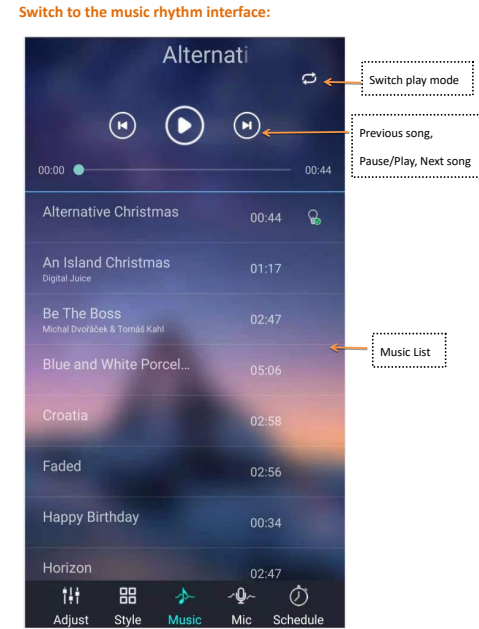 Switch to the music rhythm interface:
Alternati
Switch play mode
Previous song,
Pause/Play, Next song
00:00
00:44
Alternative Christmas
00:44
An Island Christmas
01:17
Digital Juice
Be The Boss
02:47
Michal Dvořáček & Tomáš Kahl
Music List
Blue and White Porcel...
05:06
Croatia
02:58
Faded
02:56
Happy Birthday
00:34
Horizon
02:47
Adjust Style Music Mic Schedule